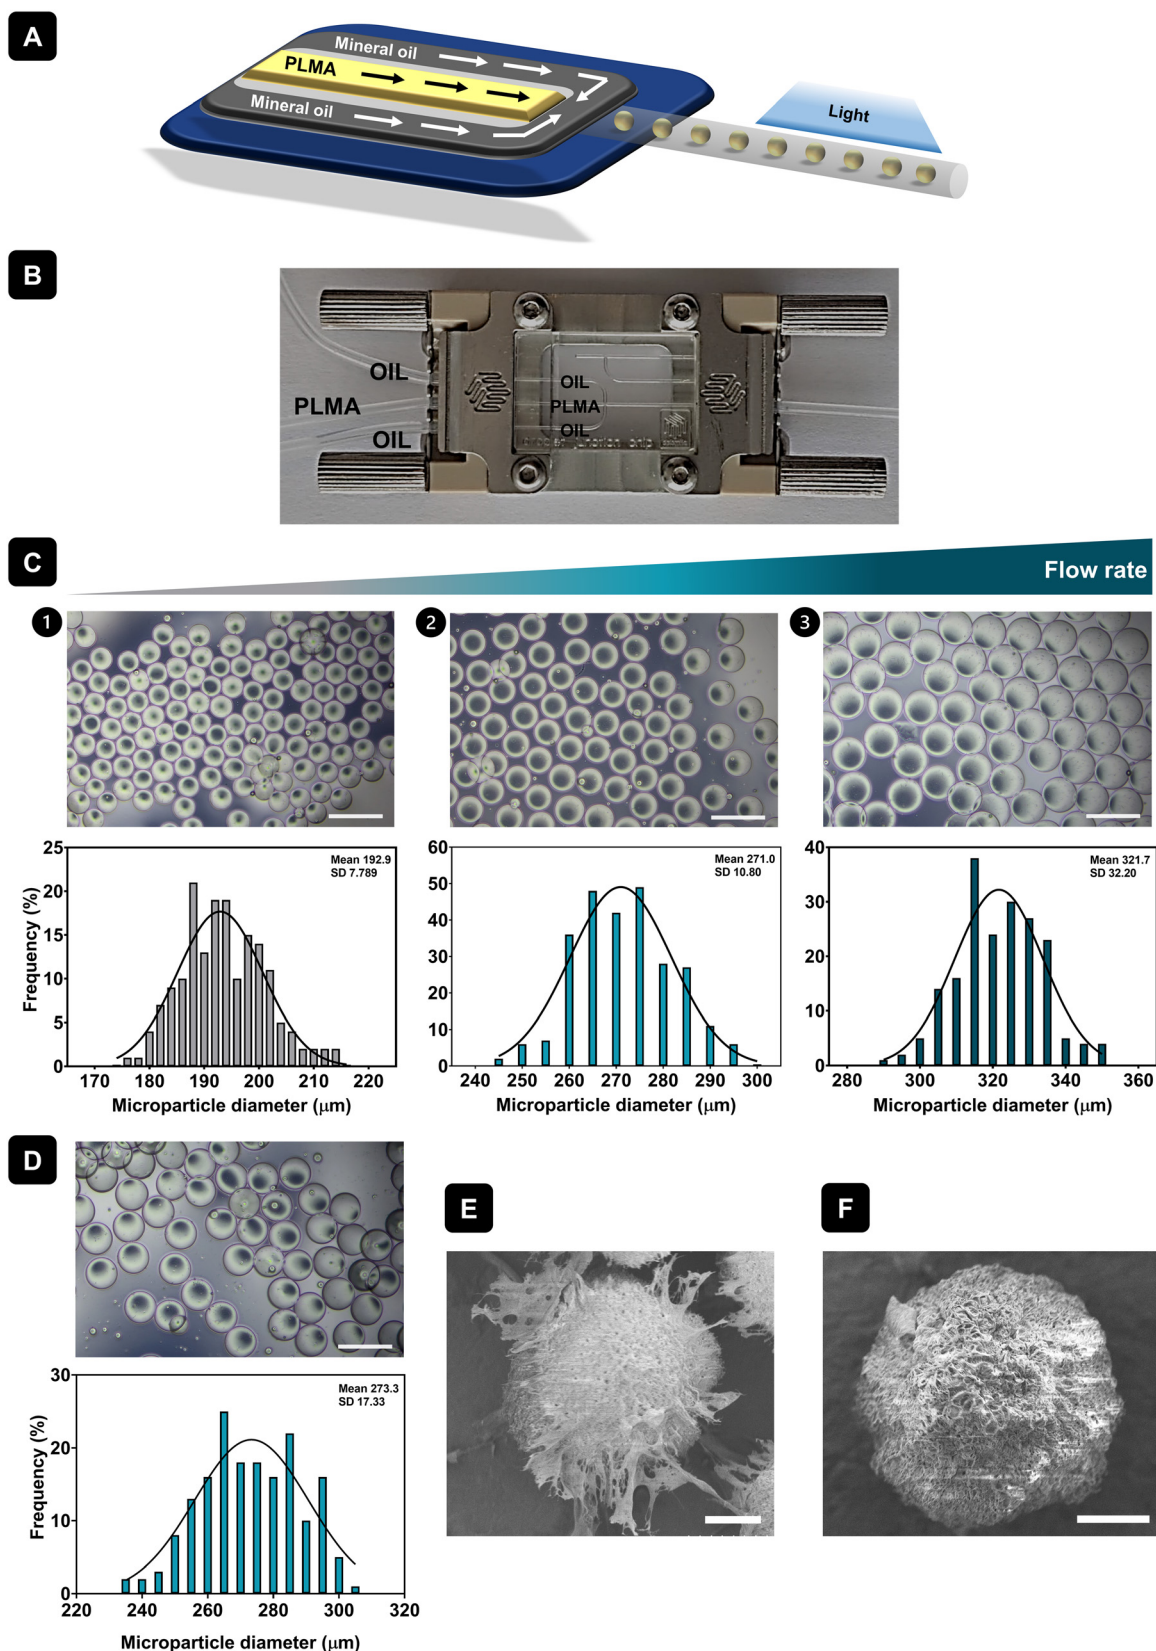 A
Mineral oil
PLMA
Mineral oil
Light
B
OIL
PLMA
OIL
OIL
PLMA
OIL
C
Flow rate
1
2
3
Mean 192.9
SD 7.789
Frequency (%)
25
20
15
10
5
0
170 180 190 200 210 220
Microparticle diameter (μm)
Mean 271.0
SD 10.80
60
50
40
30
20
10
0
240 250 260 270 280 290 300
Microparticle diameter (μm)
Mean 321.7
SD 32.20
40
30
20
10
0
280 300 320 340 360
Microparticle diameter (μm)
D
Mean 273.3
SD 17.33
Frequency (%)
30
20
10
0
220 240 260 280 300 320
Microparticle diameter (μm)
E
F